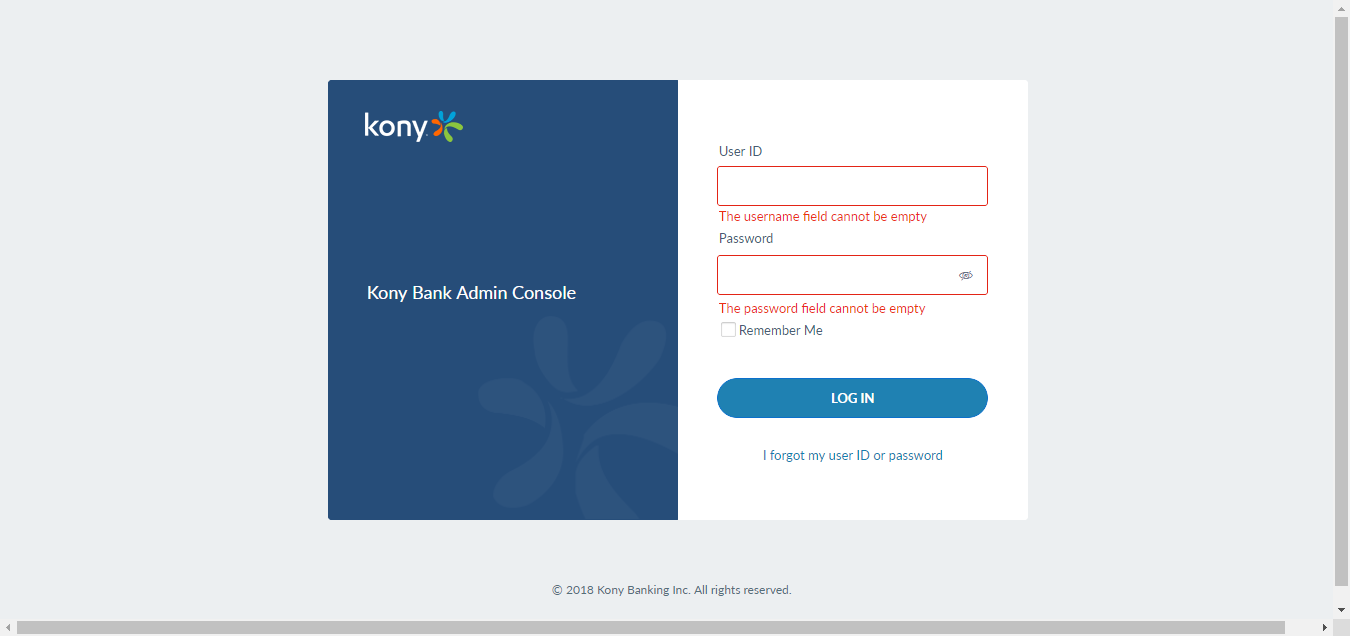 kony
Kony Bank Admin Console
User ID
The username field cannot be empty
Password
The password field cannot be empty
Remember Me
LOG IN
I forgot my user ID or password
© 2018 Kony Banking Inc. All rights reserved.